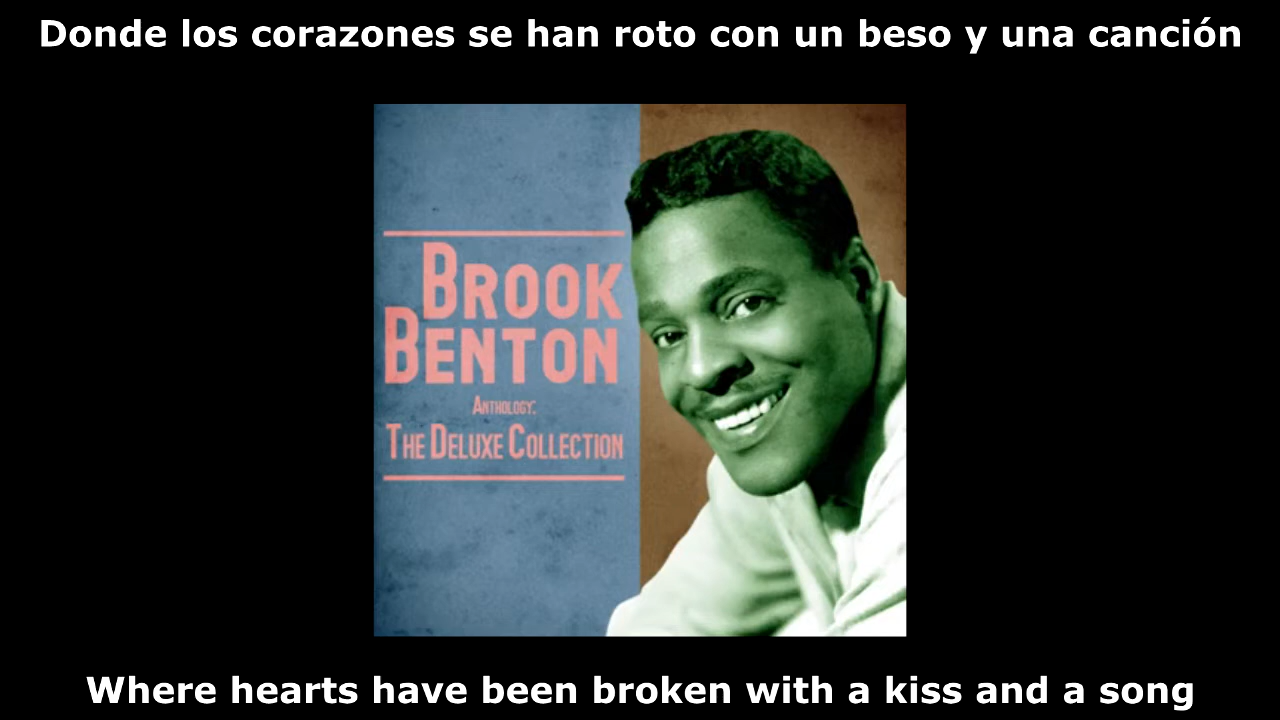 Donde los corazones se han roto con un beso y una canción
BROOK
BENTON
ANTHOLOGY:
THE DELUXE COLLECTION
Where hearts have been broken with a kiss and a song